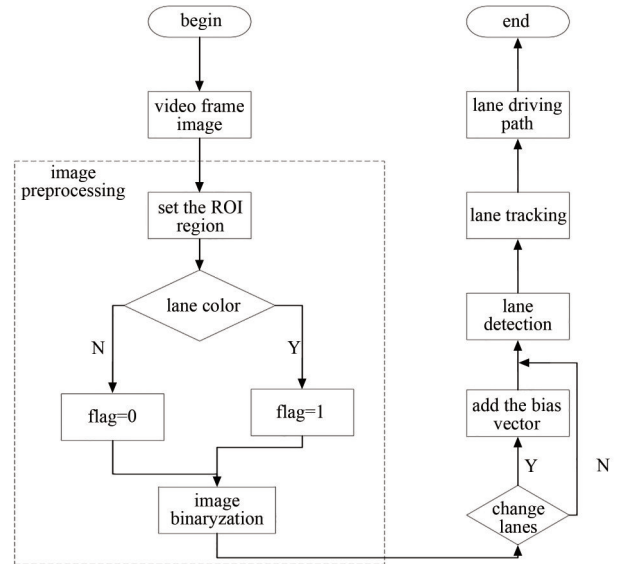 begin
video frame
image
image
preprocessing
set the ROI
region
lane color
N
Y
flag=0
flag=1
image
binaryzation
end
lane driving
path
lane tracking
lane
detection
add the bias
vector
Y
N
change
lanes